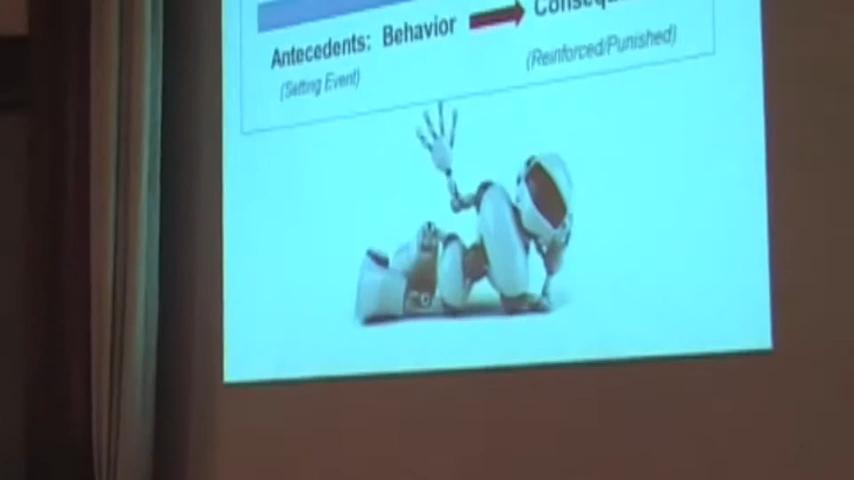 Antecedents: Behavior
(Setting Event)
(Reinforced/Punished)